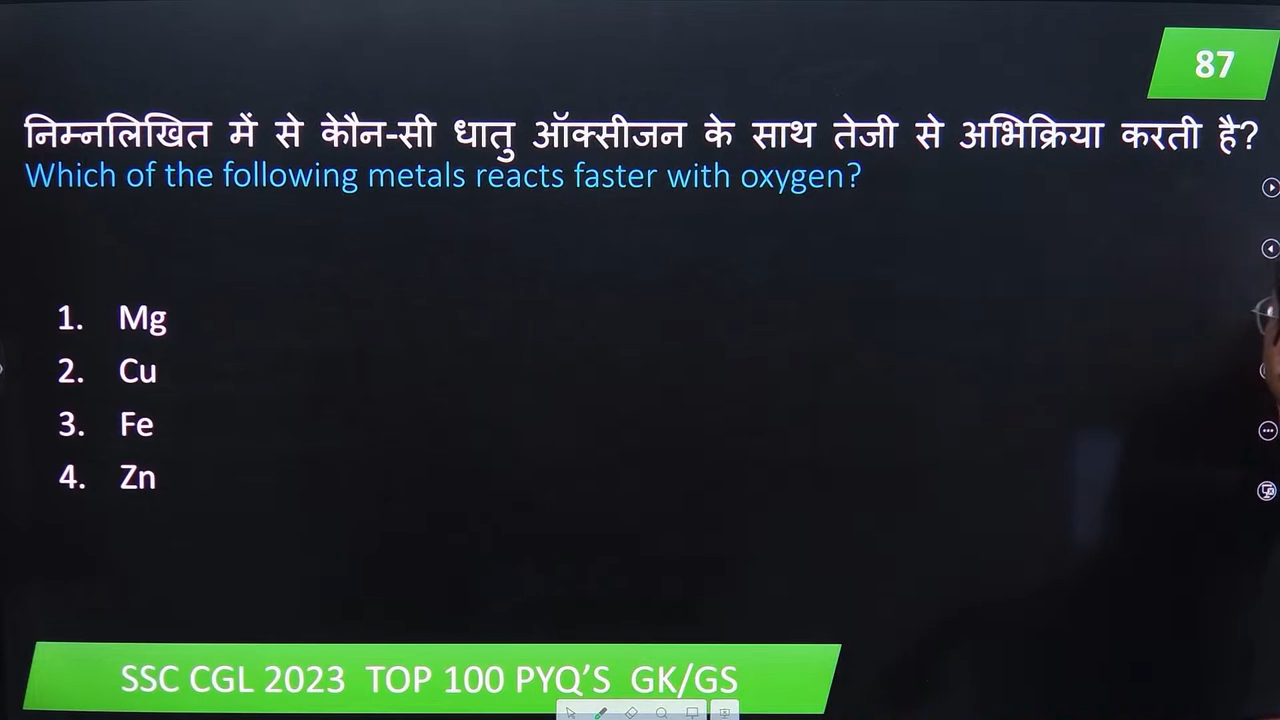 87
निम्नलिखित में से केौन-सी धातु ऑक्सीजन के साथ तेजी से अभिक्रिया करती है?
Which of the following metals reacts faster with oxygen?
1. Mg
2. Cu
3. Fe
4. Zn
SSC CGL 2023 TOP 100 PYQ’S GK/GS